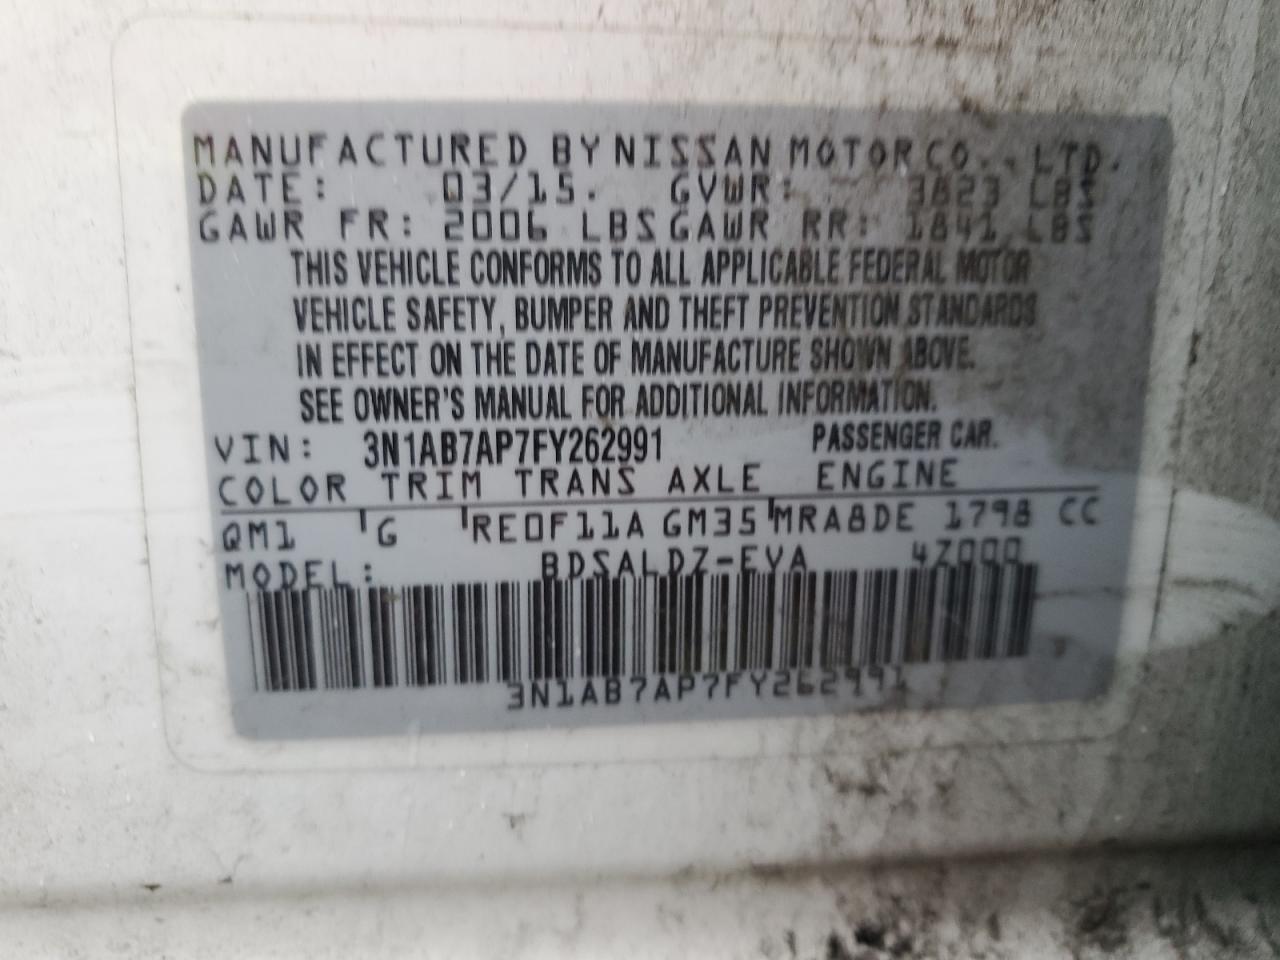 MANUFACTURED BY NISSAN MOTOR CO., LTD.
DATE: 03/15. GVWR: 3823 LBS
GAWR FR: 2006 LBS GAWR RR: 1841 LBS
THIS VEHICLE CONFORMS TO ALL APPLICABLE FEDERAL MOTOR
VEHICLE SAFETY, BUMPER AND THEFT PREVENTION STANDARDS
IN EFFECT ON THE DATE OF MANUFACTURE SHOWN ABOVE.
SEE OWNER'S MANUAL FOR ADDITIONAL INFORMATION.
VIN: 3N1AB7AP7FY262991 PASSENGER CAR.
COLOR TRIM TRANS AXLE ENGINE
QM1 G RE0F11A GM35 MRA8DE 1798 CC
MODEL: BDSALDZ-EVA 4Z000
3N1AB7AP7FY262991